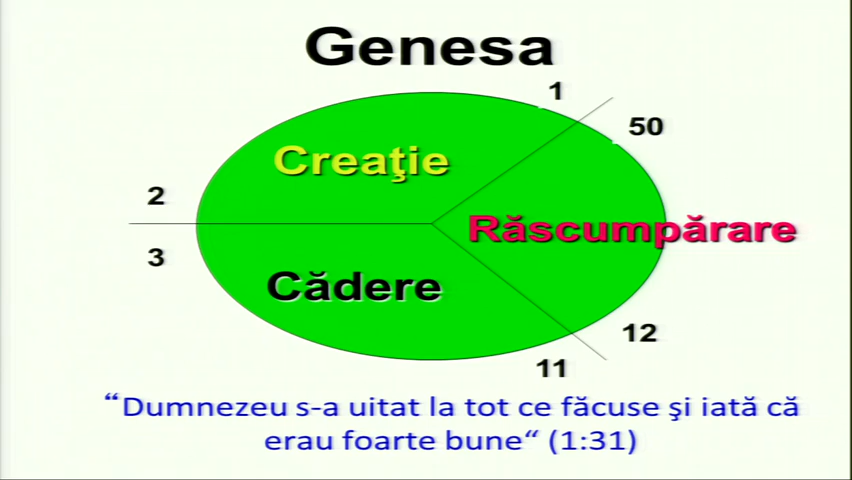 Genesa
1
50
Creaţie
2
Răscumpărare
3
Cădere
12
11
“Dumnezeu s-a uitat la tot ce făcuse şi iată că
erau foarte bune“ (1:31)